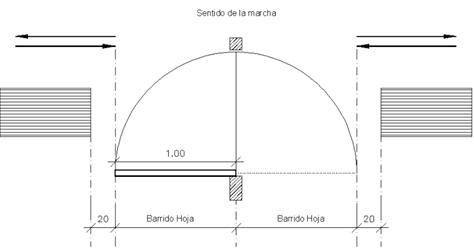 Sentido de la marcha
1.00
20 Barrido Hoja Barrido Hoja 20